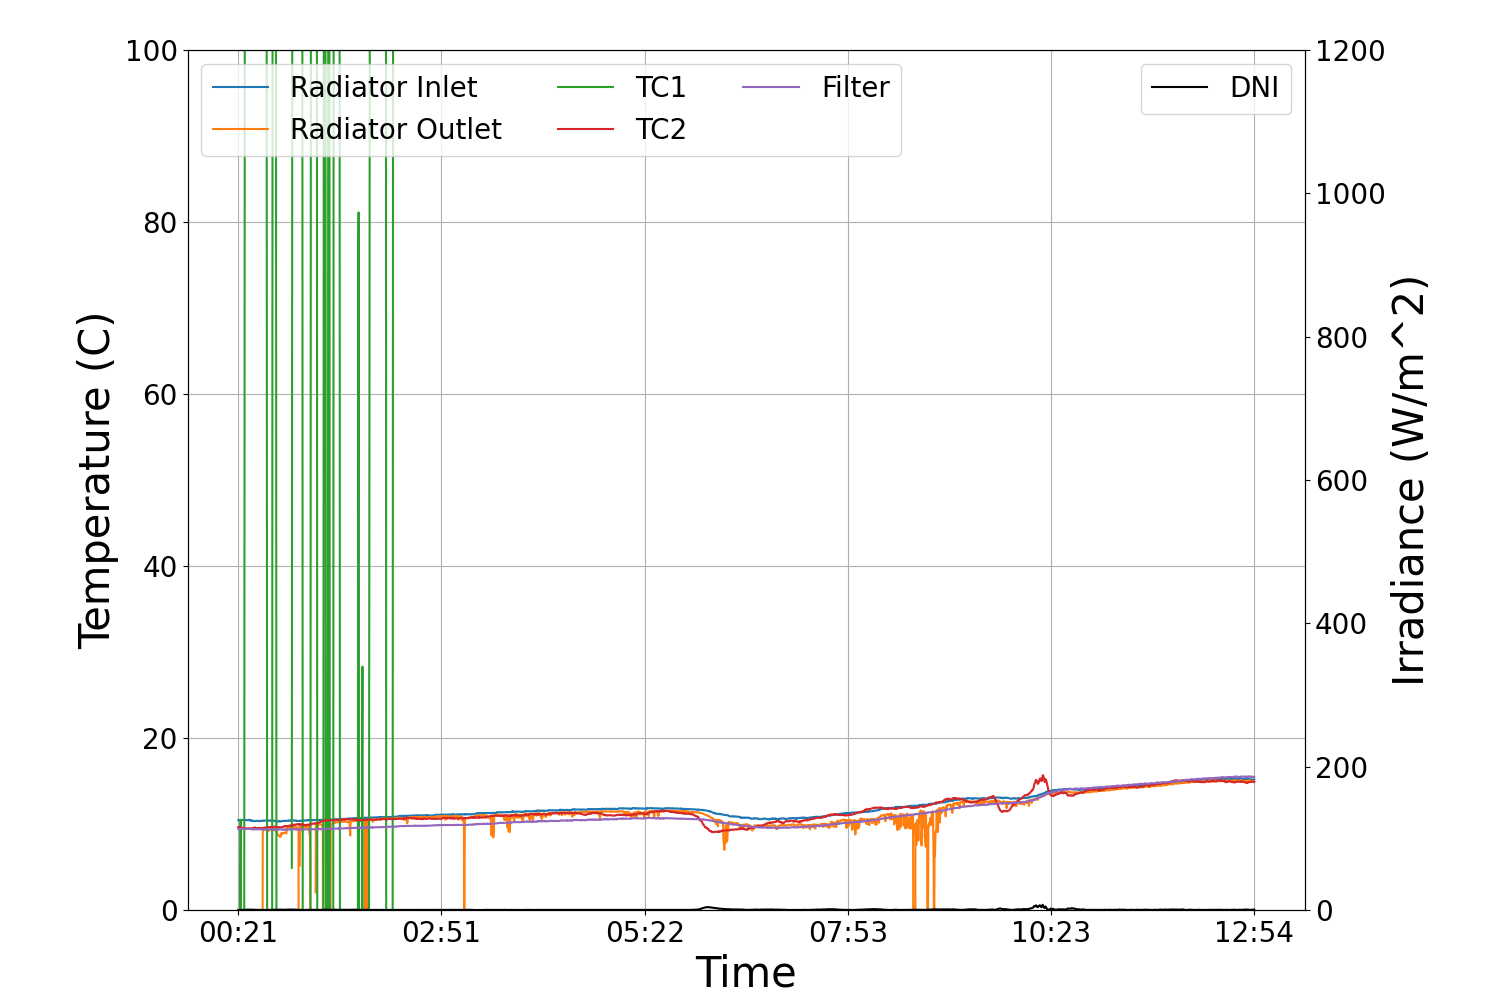 100
80
60
40
20
0
Temperature (C)
Radiator Inlet
Radiator Outlet
TC1
TC2
Filter
DNI
1200
1000
800
600
400
200
0
Irradiance (W/m^2)
00:21
02:51
05:22
07:53
10:23
12:54
Time